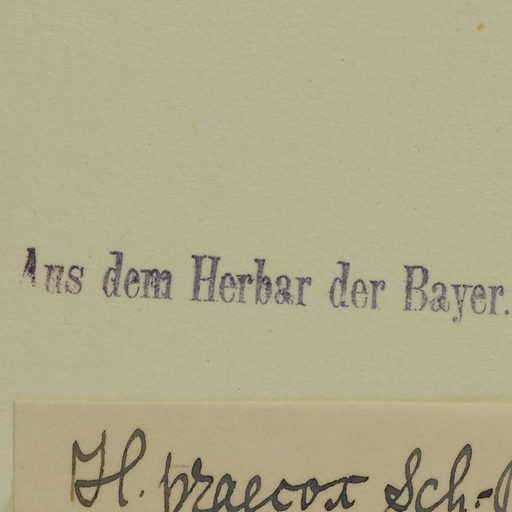 Aus dem Herbar der Bayer.
H. praecox Sch.-